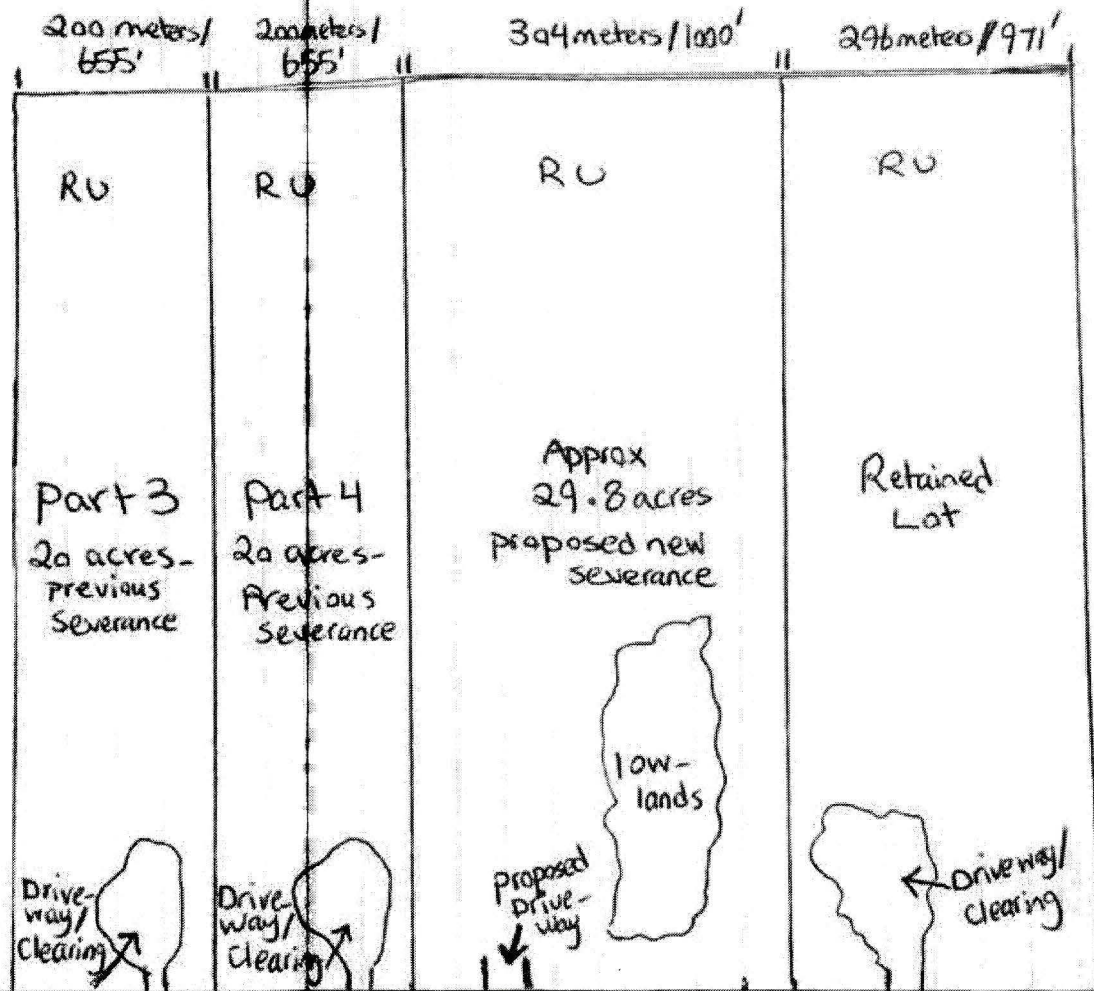 200 meters/
655'
200 meters/
655'
304 meters/1000'
296 meters/971'
RU
RU
RU
RU
Part 3
20 acres-
previous
Severance
Part 4
20 acres-
Previous
Severance
Approx
29.8 acres
proposed new
severance
Retained
Lot
low-
lands
Drive-
way/
Clearing
Drive-
way/
Clearing
proposed
Drive-
way
Driveway/
clearing